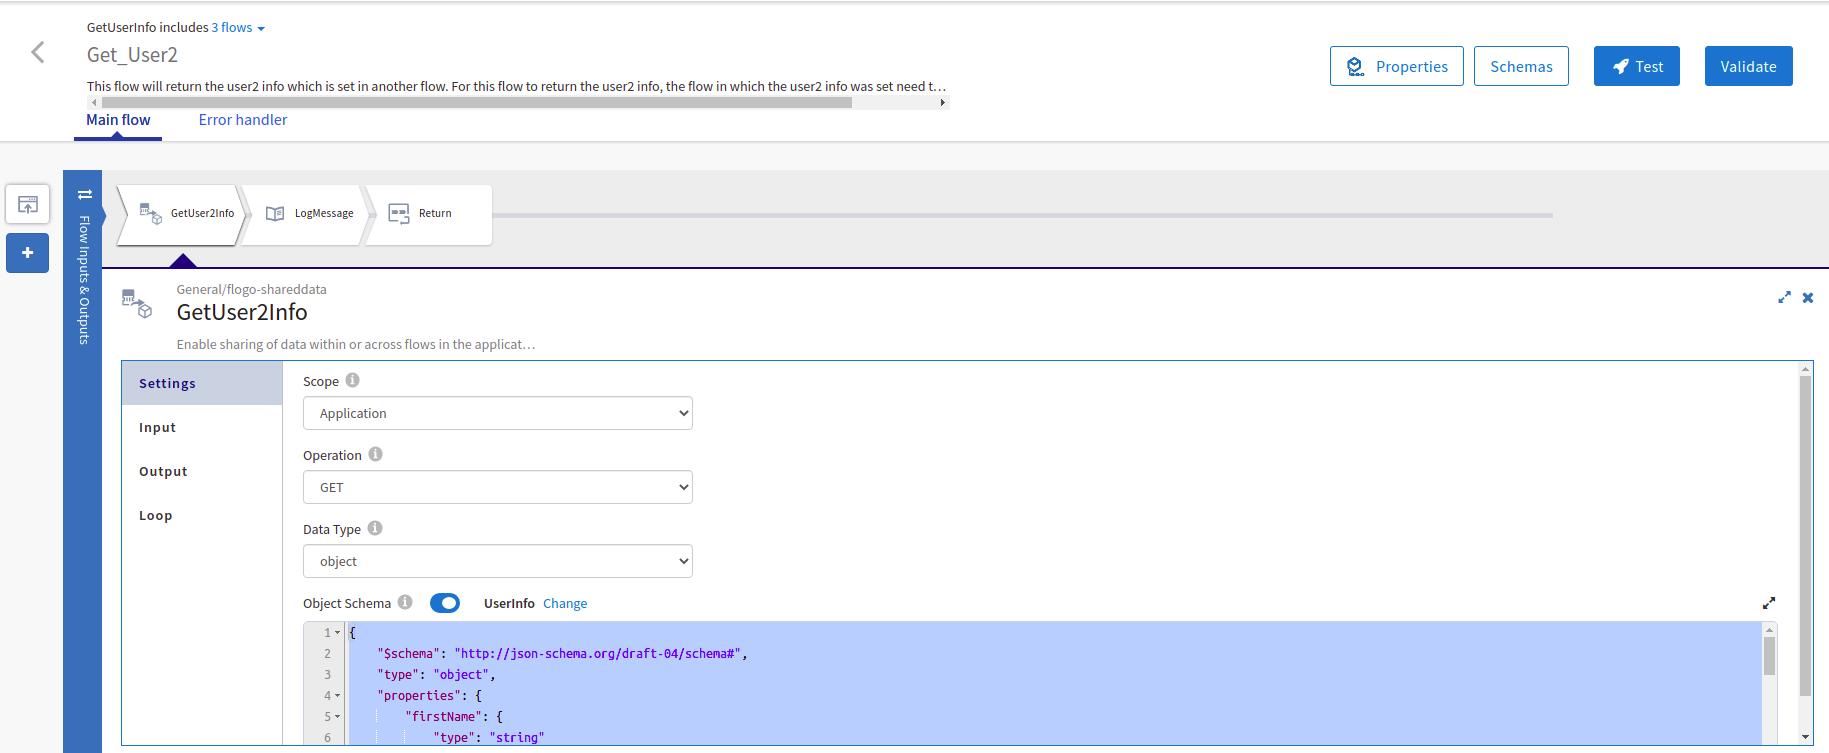 GetUserInfo includes 3 flows
Get_User2
This flow will return the user2 info which is set in another flow. For this flow to return the user2 info, the flow in which the user2 info was set need t...
Properties
Schemas
Test
Validate
Main flow
Error handler
Flow Inputs & Outputs
GetUser2Info
LogMessage
Return
General/flogo-shareddata
GetUser2Info
Enable sharing of data within or across flows in the applicat...
Settings
Input
Output
Loop
Scope
Application
Operation
GET
Data Type
object
Object Schema UserInfo Change
1 {
2 "$schema": "http://json-schema.org/draft-04/schema#",
3 "type": "object",
4 "properties": {
5 "firstName": {
6 "type": "string"